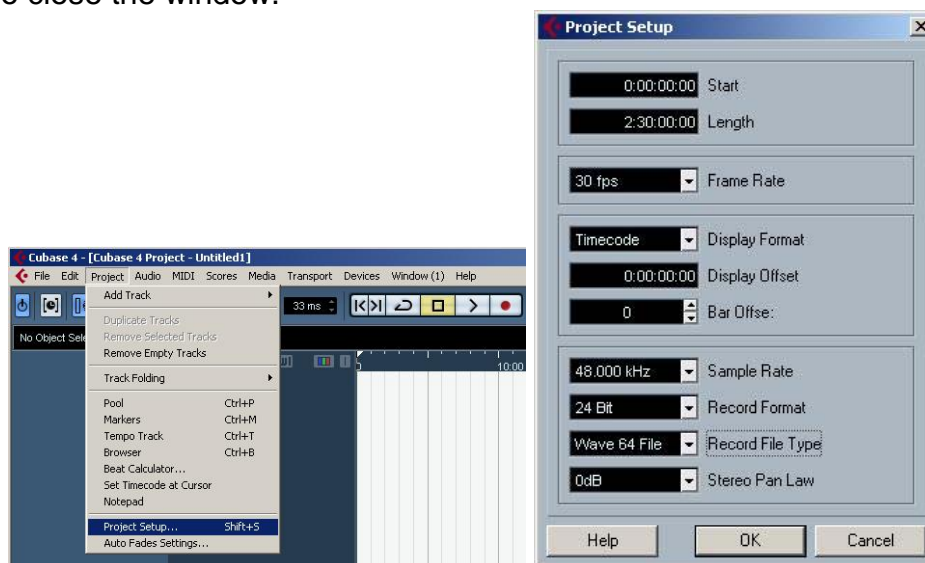 to close the window.
Cubase 4 - [Cubase 4 Project - Untitled1]
File Edit Project Audio MIDI Scores Media Transport Devices Window (1) Help
33 ms
No Object Sele
Add Track
Duplicate Tracks
Remove Selected Tracks
Remove Empty Tracks
Track Folding
Pool Ctrl+P
Markers Ctrl+M
Tempo Track Ctrl+T
Browser Ctrl+B
Beat Calculator...
Set Timecode at Cursor
Notepad
Project Setup... Shift+S
Auto Fades Settings...
10:00
Project Setup
0:00:00:00 Start
2:30:00:00 Length
30 fps Frame Rate
Timecode Display Format
0:00:00:00 Display Offset
0 Bar Offse:
48.000 kHz Sample Rate
24 Bit Record Format
Wave 64 File Record File Type
0dB Stereo Pan Law
Help OK Cancel